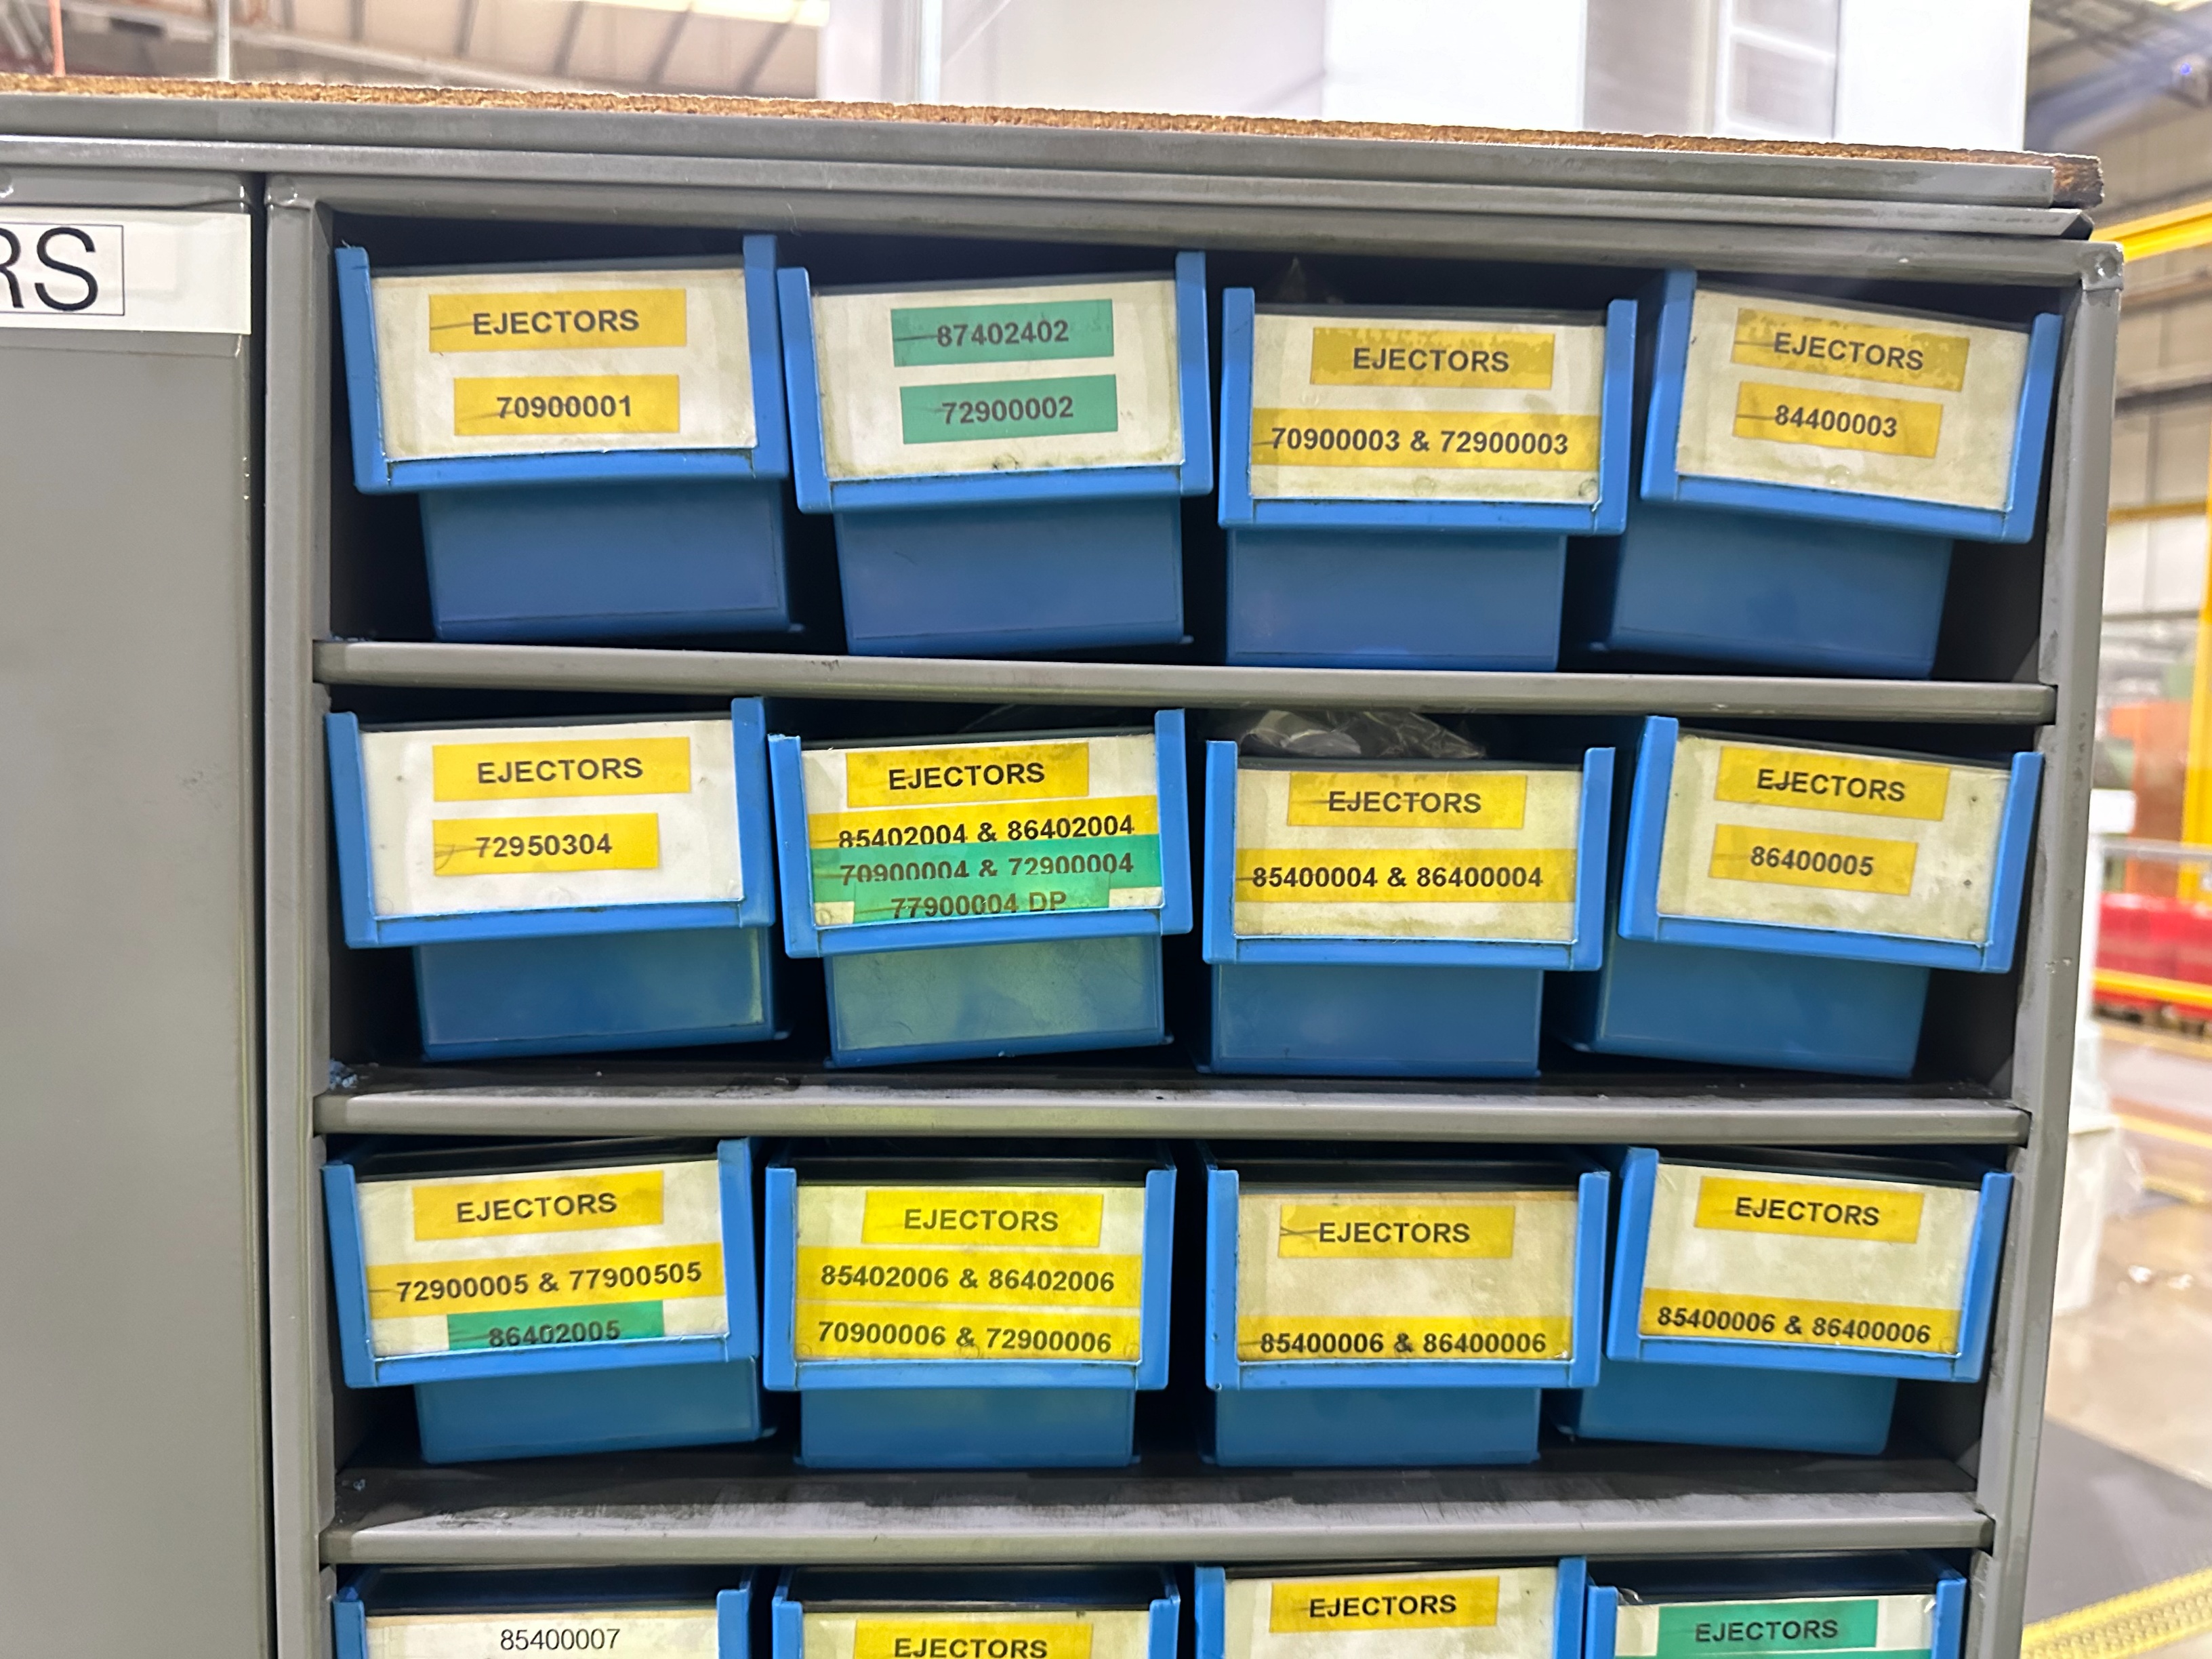 RS
EJECTORS
70900001
87402402
72900002
EJECTORS
70900003 & 72900003
EJECTORS
84400003
EJECTORS
72950304
EJECTORS
85402004 & 86402004
70900004 & 72900004
77900004 DP
EJECTORS
85400004 & 86400004
EJECTORS
86400005
EJECTORS
72900005 & 77900505
86402005
EJECTORS
85402006 & 86402006
70900006 & 72900006
EJECTORS
85400006 & 86400006
EJECTORS
85400006 & 86400006
85400007
EJECTORS
EJECTORS
EJECTORS